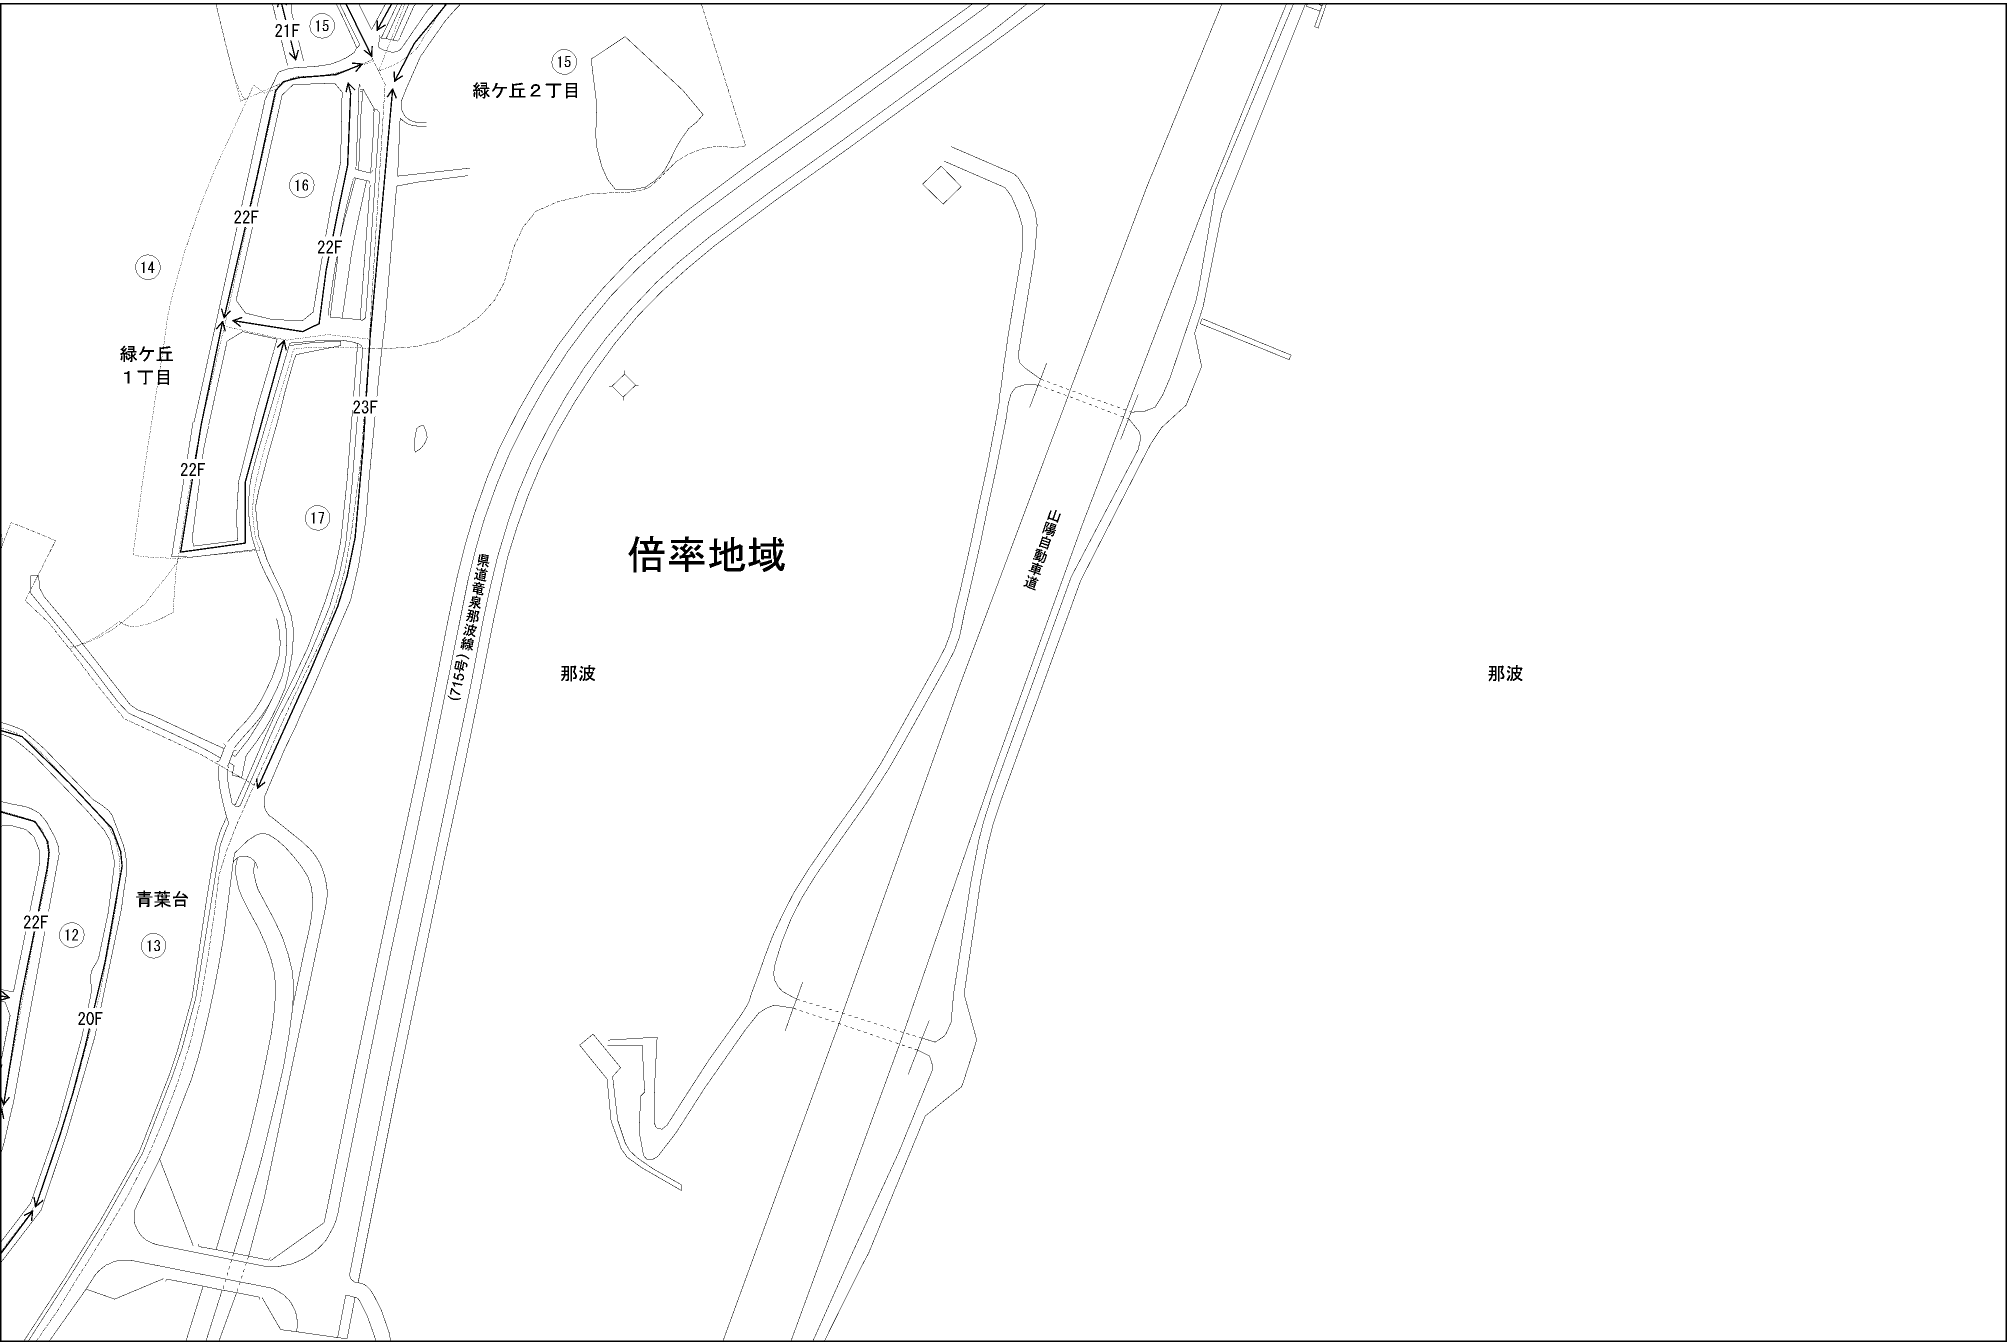 21F
⑮
⑮
緑ケ丘２丁目
⑯
22F
22F
⑭
緑ケ丘
１丁目
23F
22F
⑰
倍率地域
山陽自動車道
県道竜泉那波線
(715号)
那波
那波
青葉台
22F
⑫
⑬
20F